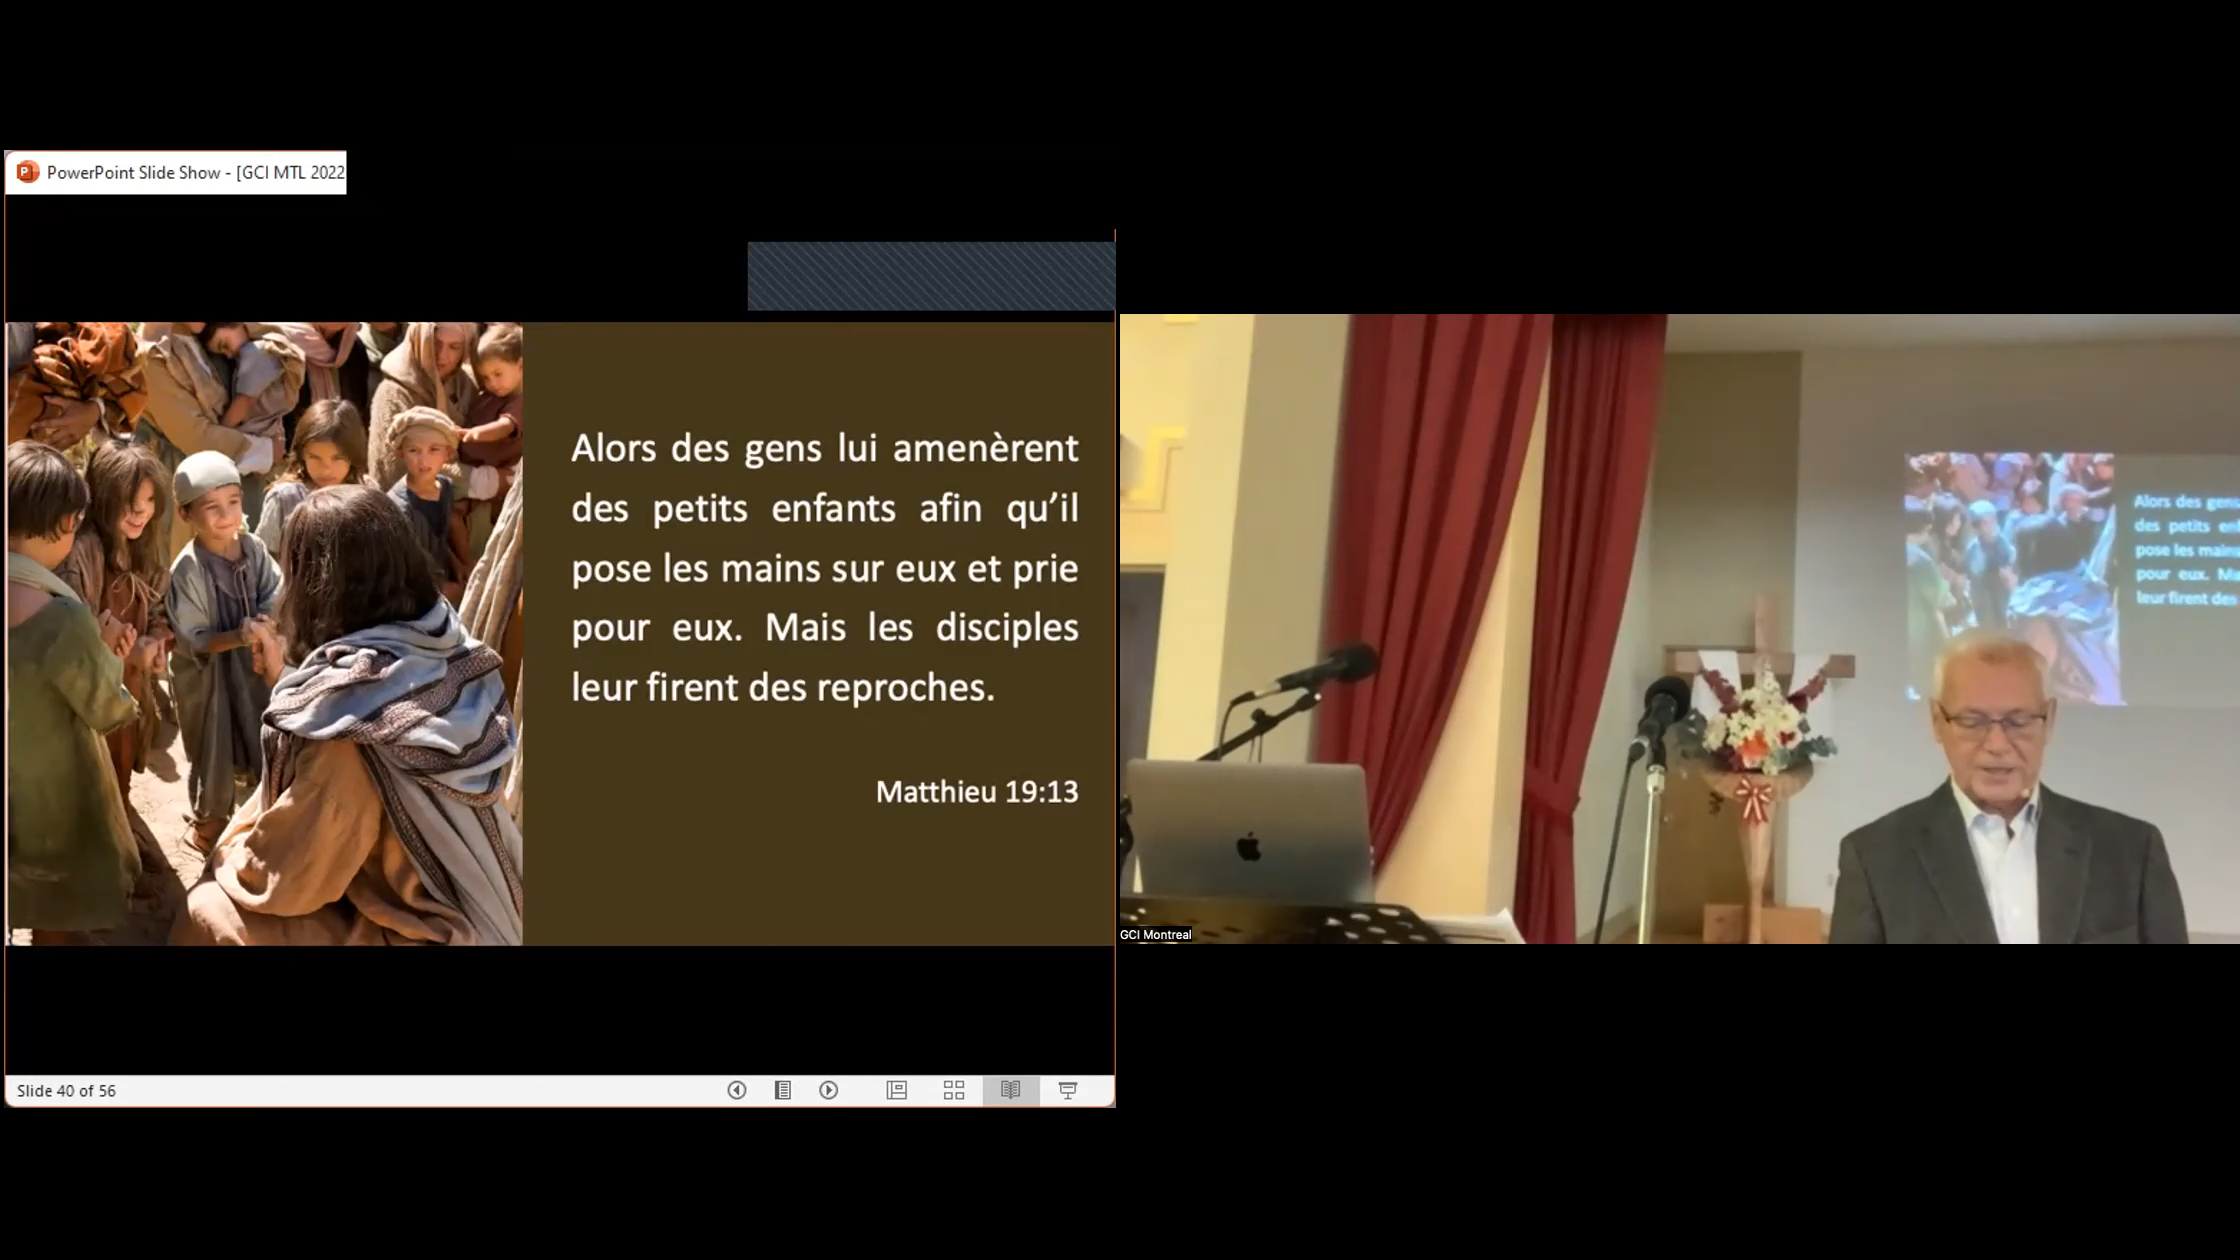 PowerPoint Slide Show - [GCI MTL 2022
Alors des gens lui amenèrent
des petits enfants afin qu’il
pose les mains sur eux et prie
pour eux. Mais les disciples
leur firent des reproches.
Matthieu 19:13
Slide 40 of 56
Alors des gens
des petits en
pose les mains
pour eux. M
leur firent des
GCI Montreal